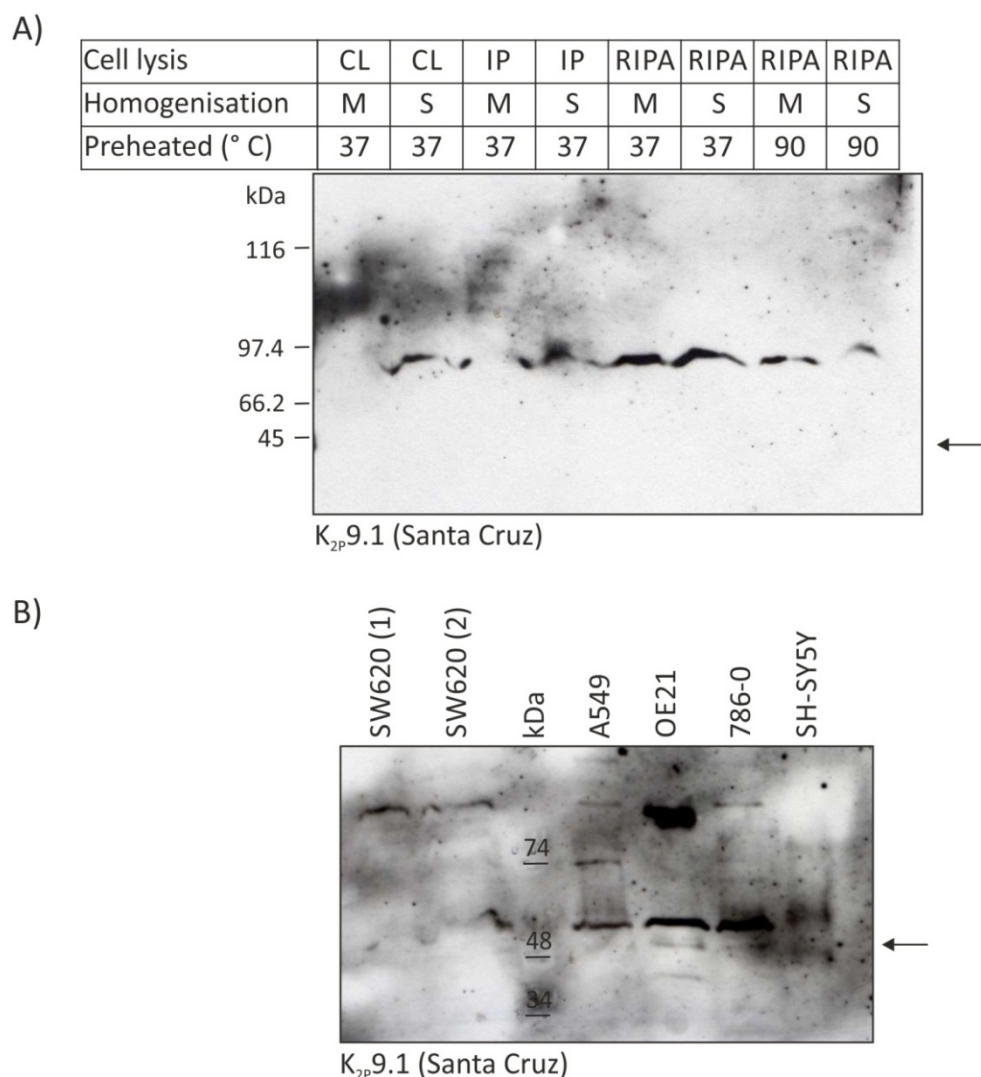 A)
Cell lysis CL CL IP IP RIPA RIPA RIPA RIPA
Homogenisation M S M S M S M S
Preheated (° C) 37 37 37 37 37 37 90 90
kDa
116
97.4
66.2
45
K₂ₚ9.1 (Santa Cruz)
B)
SW620 (1) SW620 (2) kDa A549 OE21 786-0 SH-SY5Y
74
48
34
K₂ₚ9.1 (Santa Cruz)